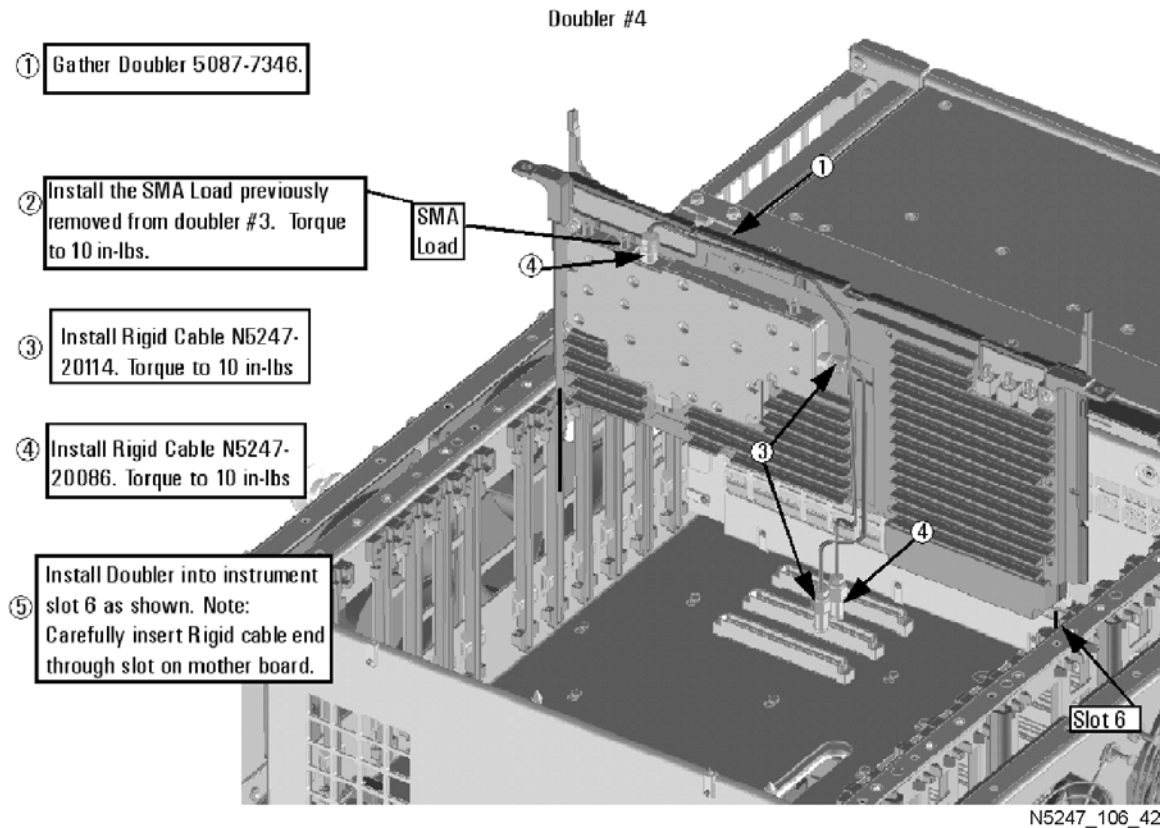 Doubler #4
① Gather Doubler 5087-7346.
② Install the SMA Load previously
removed from doubler #3. Torque
to 10 in-lbs.
③ Install Rigid Cable N5247-
20114. Torque to 10 in-lbs
④ Install Rigid Cable N5247-
20086. Torque to 10 in-lbs
⑤ Install Doubler into instrument
slot 6 as shown. Note:
Carefully insert Rigid cable end
through slot on mother board.
SMA
Load
①
④
③
④
Slot 6
N5247_106_42